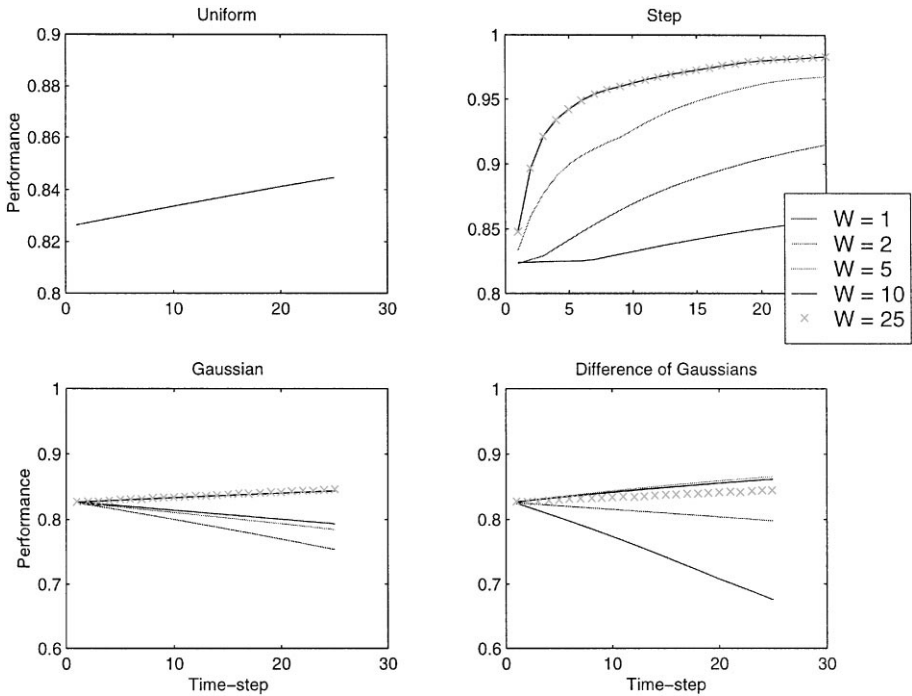 Uniform
Performance
0.9
0.88
0.86
0.84
0.82
0.8
0
10
20
30
Step
1
0.95
0.9
0.85
0.8
0
5
10
15
20
W = 1
W = 2
W = 5
W = 10
W = 25
Gaussian
Performance
1
0.9
0.8
0.7
0.6
0
10
20
30
Time-step
Difference of Gaussians
1
0.9
0.8
0.7
0.6
0
10
20
30
Time-step